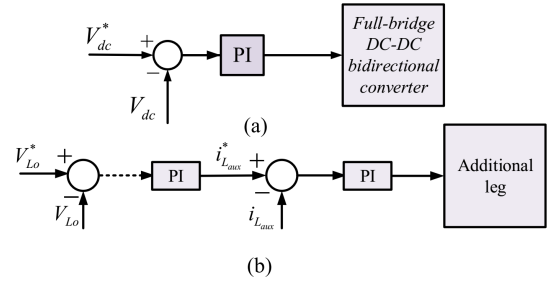 V*dc
+
−
PI
Full-bridge
DC-DC
bidirectional
converter
Vdc
(a)
V*Lo
+
−
VLo
PI
i*Laux
+
−
iLaux
PI
Additional
leg
(b)